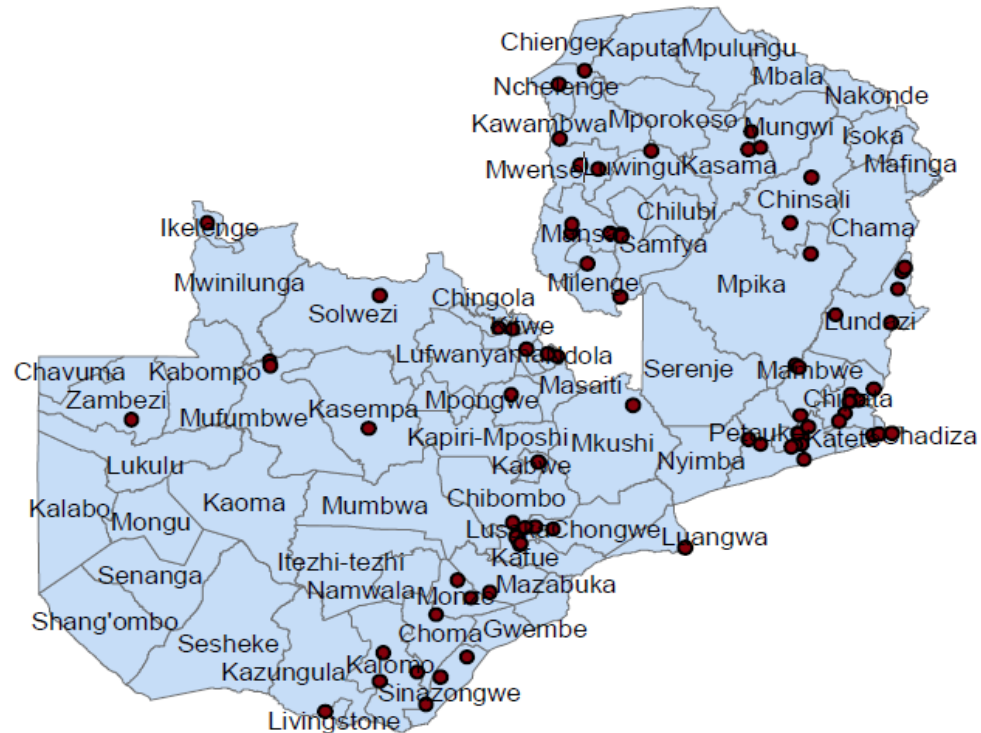 Chienge
Kaputa
Mpulungu
Mbala
Nchelenge
Nakonde
Kawambwa
Mporokoso
Mungwi
Isoka
Mwense
Luwingu
Kasama
Mafinga
Chinsali
Chilubi
Chama
Ikelenge
Samfya
Mwinilunga
Milenge
Mpika
Chingola
Solwezi
Lundazi
Lufwanyama
Ndola
Chavuma
Kabompo
Serenje
Mambwe
Masaiti
Zambezi
Mpongwe
Kasempa
Mufumbwe
Chipata
Petauke
Katete
Chadiza
Kapiri-Mposhi
Mkushi
Nyimba
Lukulu
Kabwe
Kalabo
Kaoma
Mumbwa
Chibombo
Mongu
Lusaka
Chongwe
Luangwa
Kafue
Itezhi-tezhi
Senanga
Namwala
Mazabuka
Shang'ombo
Choma
Gwembe
Sesheke
Kazungula
Kalomo
Sinazongwe
Livingstone